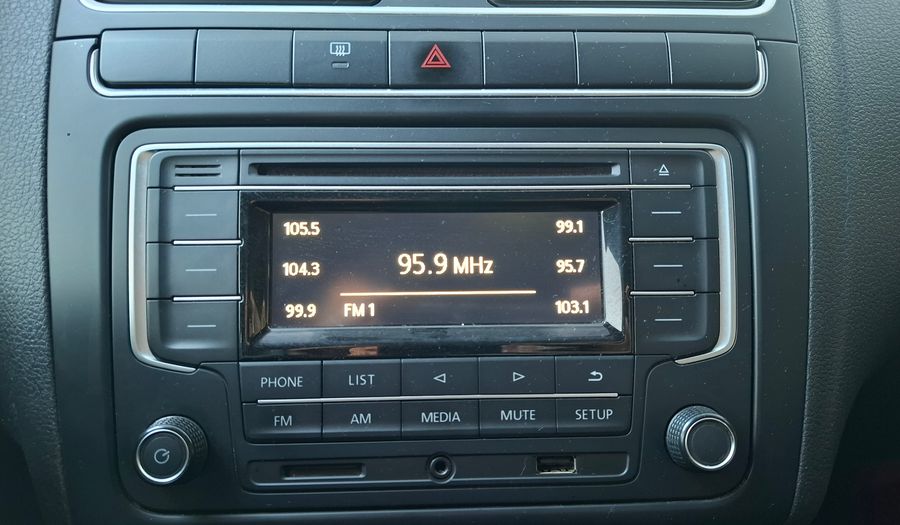 105.5 99.1
104.3 95.9 MHz 95.7
99.9 FM 1 103.1
PHONE LIST
FM AM MEDIA MUTE SETUP